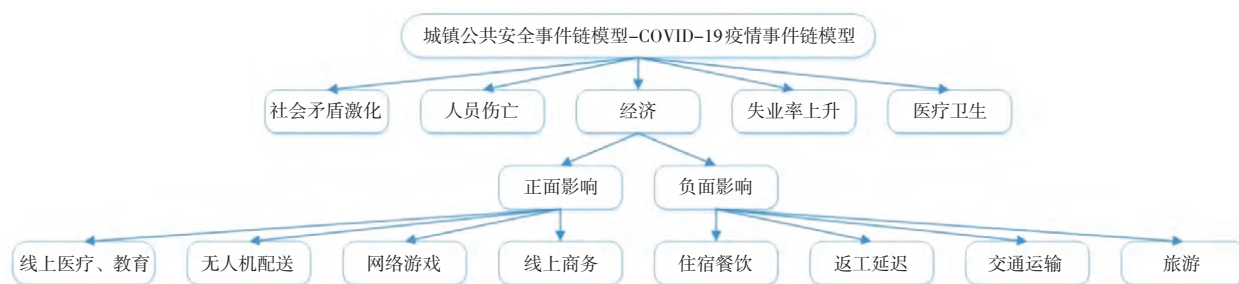 城镇公共安全事件链模型-COVID-19疫情事件链模型
社会矛盾激化
人员伤亡
经济
失业率上升
医疗卫生
正面影响
负面影响
线上医疗、教育
无人机配送
网络游戏
线上商务
住宿餐饮
返工延迟
交通运输
旅游